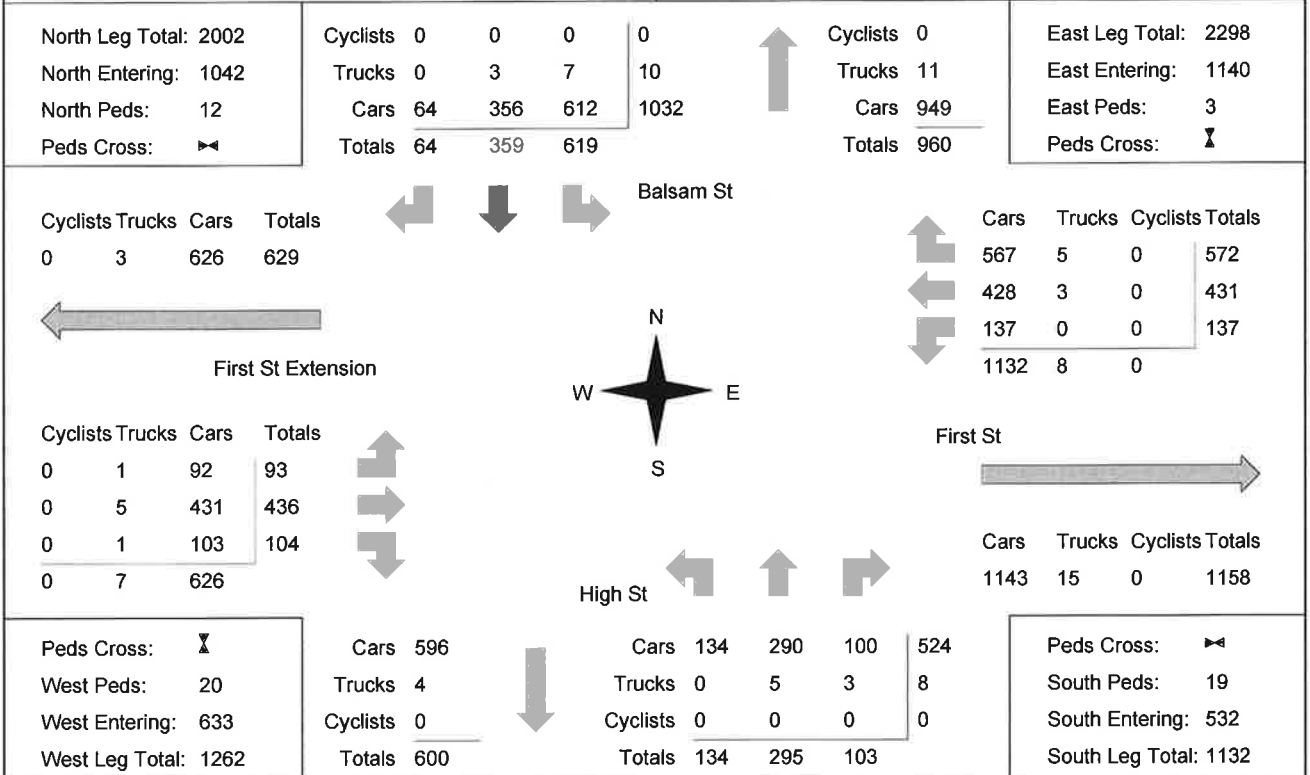 North Leg Total: 2002
North Entering: 1042
North Peds: 12
Peds Cross:
Cyclists 0 0 0 0
Trucks 0 3 7 10
Cars 64 356 612 1032
Totals 64 359 619
Cyclists 0
Trucks 11
Cars 949
Totals 960
East Leg Total: 2298
East Entering: 1140
East Peds: 3
Peds Cross:
Balsam St
Cyclists Trucks Cars Totals
0 3 626 629
Cars Trucks Cyclists Totals
567 5 0 572
428 3 0 431
137 0 0 137
1132 8 0
First St Extension
N
W E
S
Cyclists Trucks Cars Totals
0 1 92 93
0 5 431 436
0 1 103 104
0 7 626
First St
Cars Trucks Cyclists Totals
1143 15 0 1158
High St
Peds Cross:
West Peds: 20
West Entering: 633
West Leg Total: 1262
Cars 596
Trucks 4
Cyclists 0
Totals 600
Cars 134 290 100 524
Trucks 0 5 3 8
Cyclists 0 0 0 0
Totals 134 295 103
Peds Cross:
South Peds: 19
South Entering: 532
South Leg Total: 1132